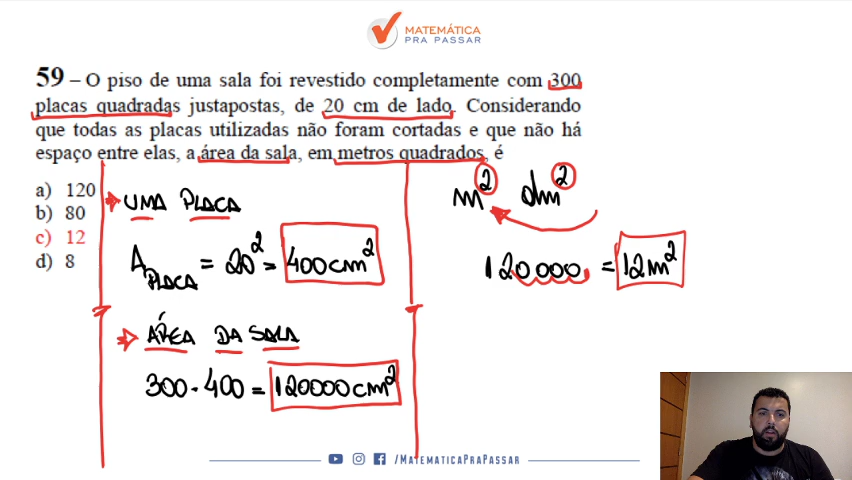 MATEMÁTICA
PRA PASSAR
59 – O piso de uma sala foi revestido completamente com 300
placas quadradas justapostas, de 20 cm de lado. Considerando
que todas as placas utilizadas não foram cortadas e que não há
espaço entre elas, a área da sala, em metros quadrados, é
a) 120
b) 80
c) 12
d) 8
UMA PLACA
A PLACA = 20² = 400cm²
ÁREA DA SALA
300 · 400 = 120000cm²
m² dm²
120000 = 12m²
/MATEMATICAPRAPASSAR